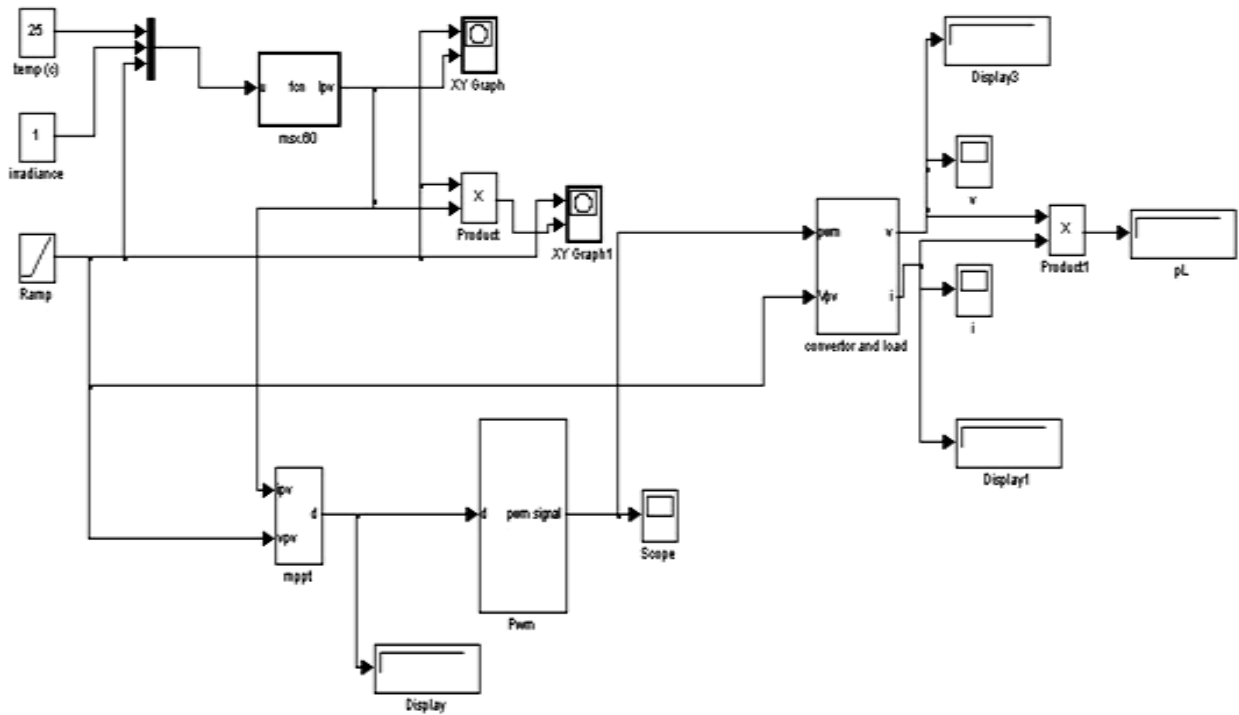 25
temp (c)
1
irradiance
Ramp
u fcn Ipv
msx60
XY Graph
X
Product
XY Graph1
ipv
vpv
d
mppt
d pwm signal
Pwm
Scope
Display
pwm v
Vpv i
convertor and load
Display3
v
i
X
Product1
pL
Display1